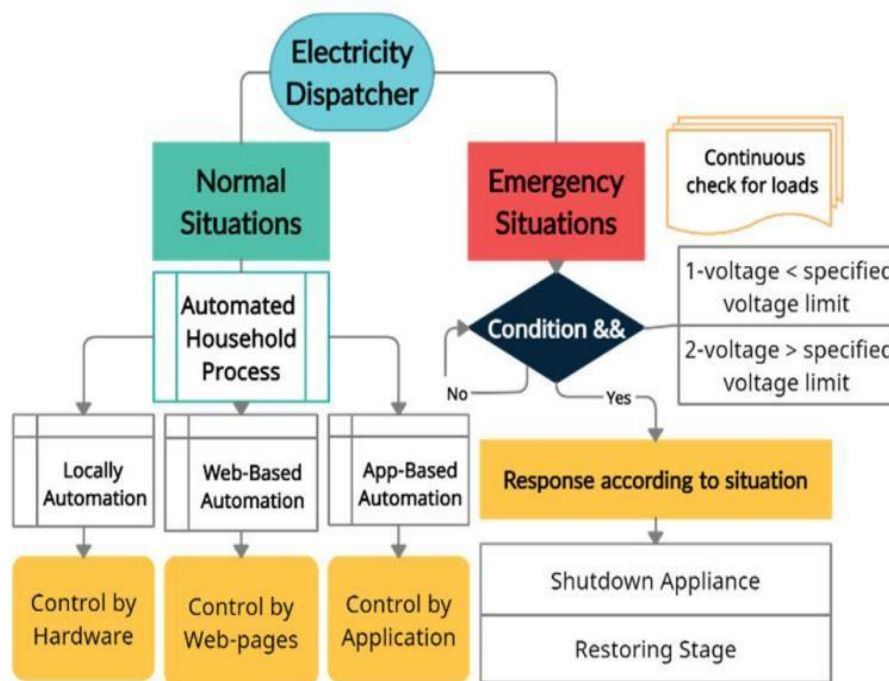 Electricity
Dispatcher
Normal
Situations
Emergency
Situations
Continuous
check for loads
Automated
Household
Process
Condition &&
1-voltage < specified
voltage limit
2-voltage > specified
voltage limit
No
Yes
Locally
Automation
Web-Based
Automation
App-Based
Automation
Response according to situation
Control by
Hardware
Control by
Web-pages
Control by
Application
Shutdown Appliance
Restoring Stage